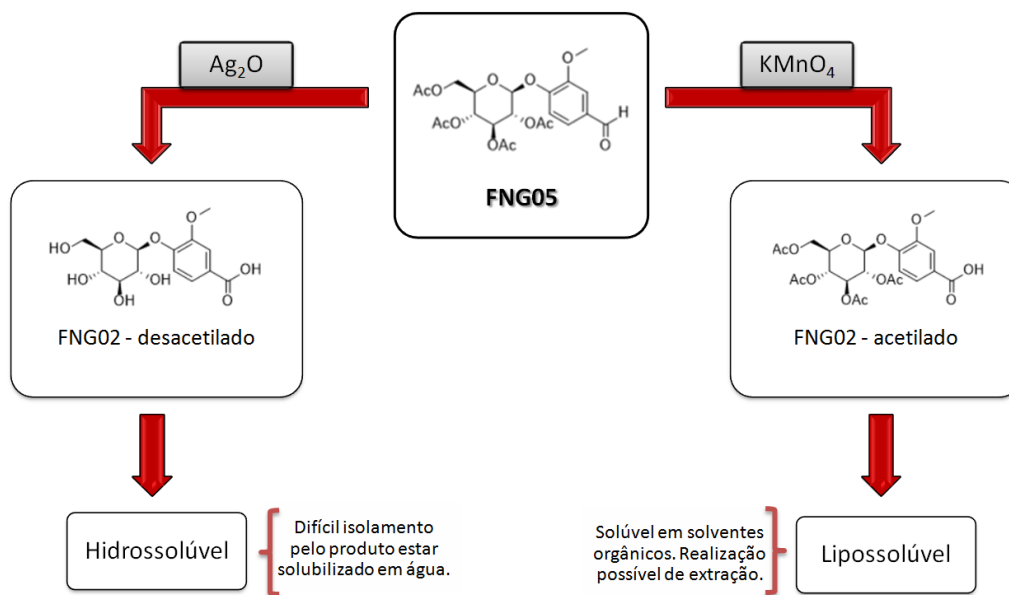 Ag₂O
KMnO₄
O
AcO
O
O
AcO
OAc
OAc
H
O
FNG05
O
HO
O
O
HO
OH
OH
OH
O
FNG02 - desacetilado
O
AcO
O
O
AcO
OAc
OAc
OH
O
FNG02 - acetilado
Hidrossolúvel
Difícil isolamento
pelo produto estar
solubilizado em água.
Solúvel em solventes
orgânicos. Realização
possível de extração.
Lipossolúvel